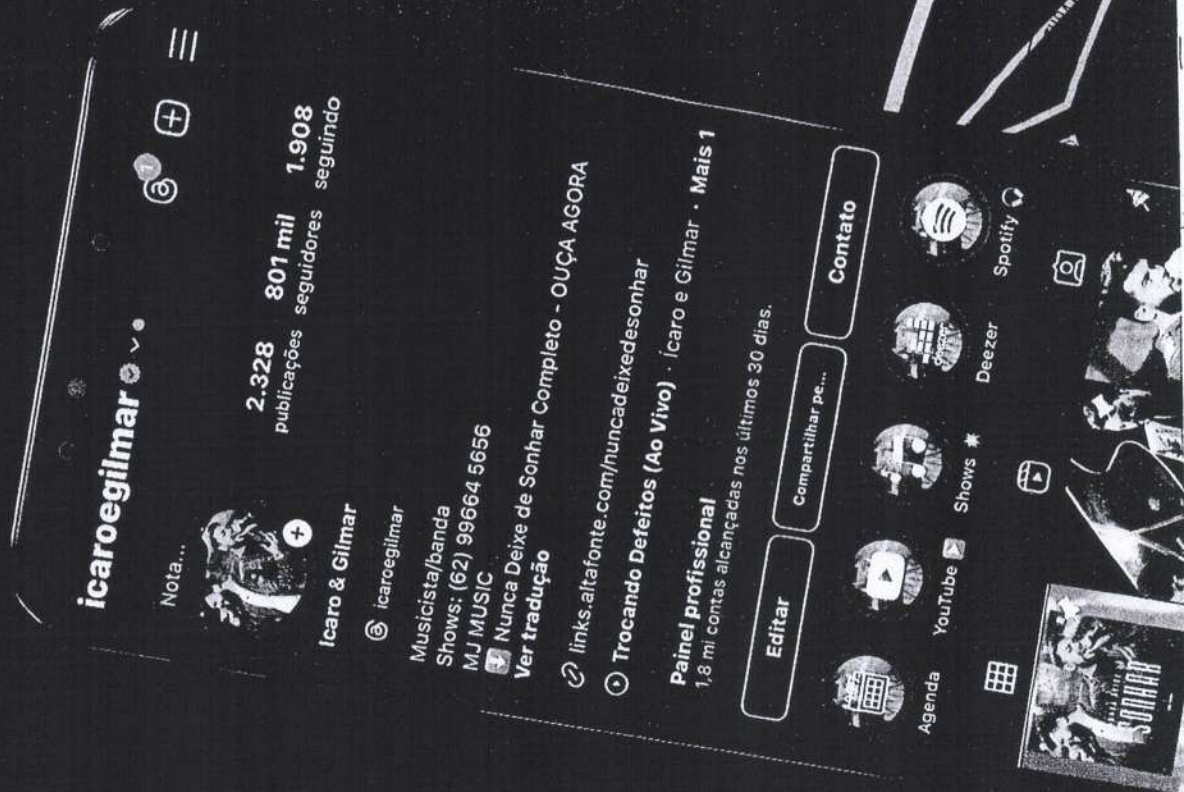 icaroegilmar
1
Nota...
2.328 801 mil 1.908
publicações seguidores seguindo
Icaro & Gilmar
icaroegilmar
Musicista/banda
Shows: (62) 99664 5656
MJ MUSIC
Nunca Deixe de Sonhar Completo - OUÇA AGORA
Ver tradução
links.altafonte.com/nuncadeixedesonhar
Trocando Defeitos (Ao Vivo) · Ícaro e Gilmar · Mais 1
Painel profissional
1,8 mi contas alcançadas nos últimos 30 dias.
Editar
Compartilhar pe...
Contato
deezer
Agenda
YouTube
Shows
Deezer
Spotify
SONHAR